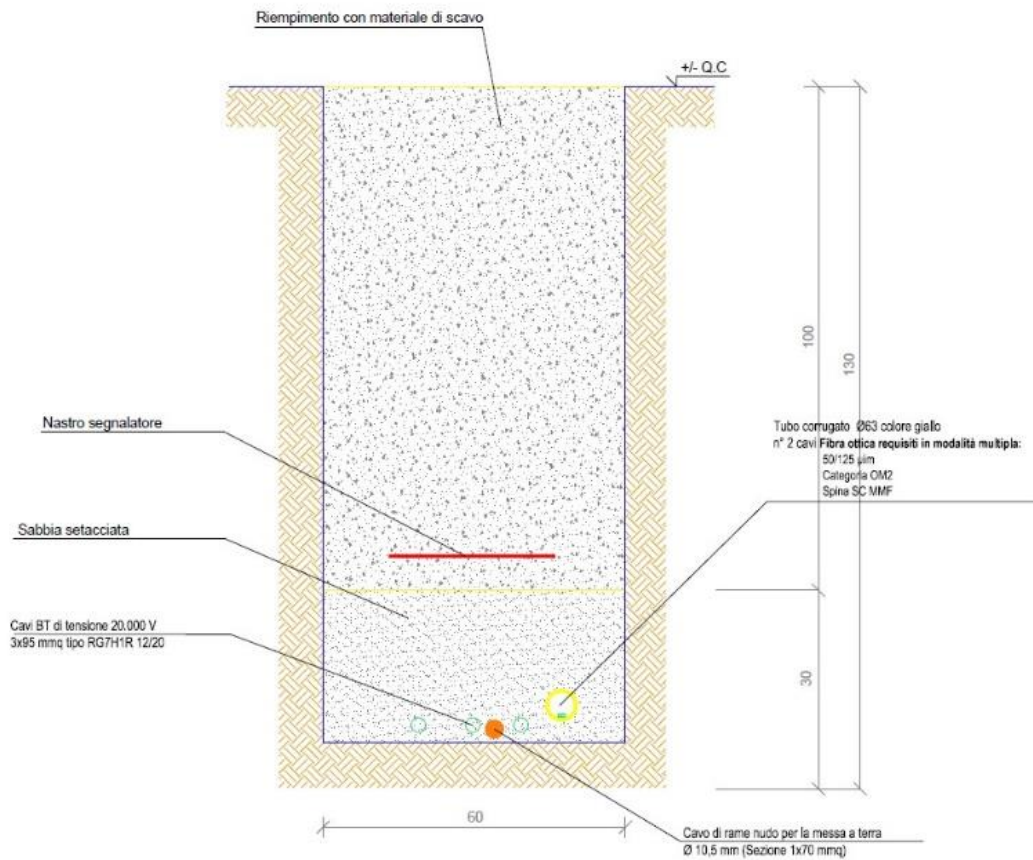 Riempimento con materiale di scavo
+/- Q.C
100
130
Nastro segnalatore
Tubo corrugato Ø63 colore giallo
n° 2 cavi Fibra ottica requisiti in modalità multipla:
50/125 µim
Categoria OM2
Spina SC MMF
Sabbia setacciata
Cavi BT di tensione 20.000 V
3x95 mmq tipo RG7H1R 12/20
30
60
Cavo di rame nudo per la messa a terra
Ø 10,5 mm (Sezione 1x70 mmq)